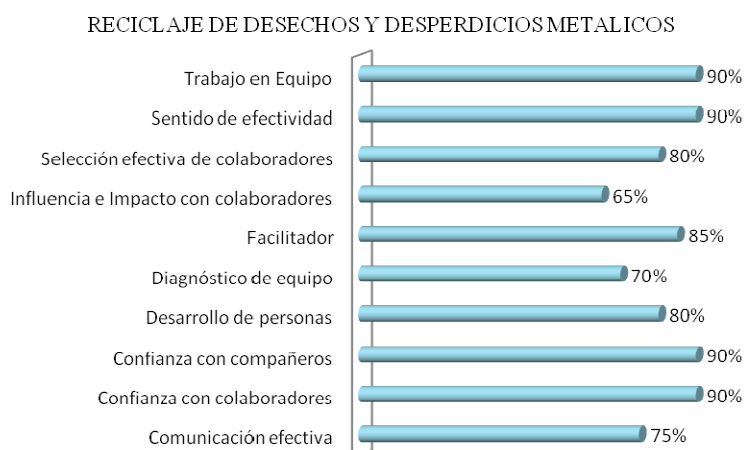 RECICLAJE DE DESECHOS Y DESPERDICIOS METALICOS
Trabajo en Equipo 90%
Sentido de efectividad 90%
Selección efectiva de colaboradores 80%
Influencia e Impacto con colaboradores 65%
Facilitador 85%
Diagnóstico de equipo 70%
Desarrollo de personas 80%
Confianza con compañeros 90%
Confianza con colaboradores 90%
Comunicación efectiva 75%